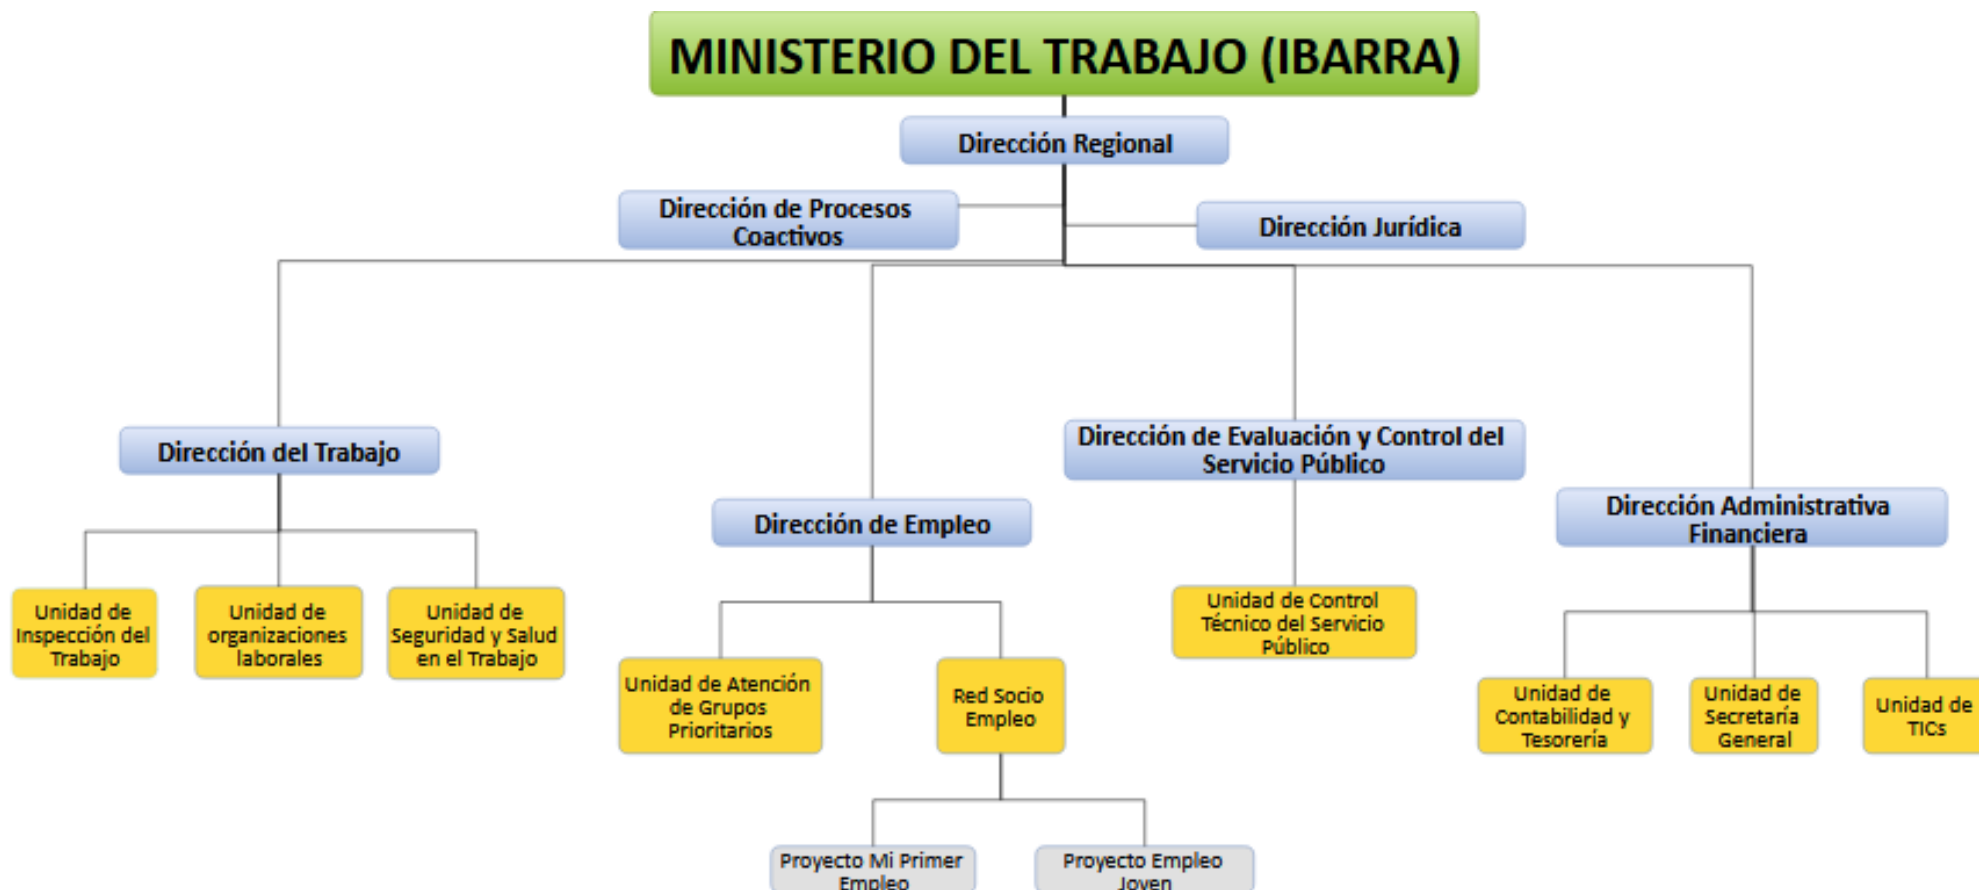 MINISTERIO DEL TRABAJO (IBARRA)
Dirección Regional
Dirección de Procesos
Coactivos
Dirección Jurídica
Dirección del Trabajo
Dirección de Evaluación y Control del
Servicio Público
Dirección de Empleo
Dirección Administrativa
Financiera
Unidad de
Inspección del
Trabajo
Unidad de
organizaciones
laborales
Unidad de
Seguridad y Salud
en el Trabajo
Unidad de Control
Técnico del Servicio
Público
Unidad de Atención
de Grupos
Prioritarios
Red Socio
Empleo
Unidad de
Contabilidad y
Tesorería
Unidad de
Secretaría
General
Unidad de
TICs
Proyecto Mi Primer
Empleo
Proyecto Empleo
Joven